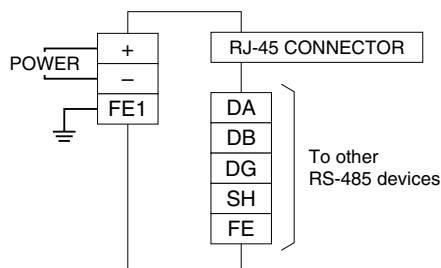 POWER
+
–
FE1
RJ-45 CONNECTOR
DA
DB
DG
SH
FE
To other
RS-485 devices